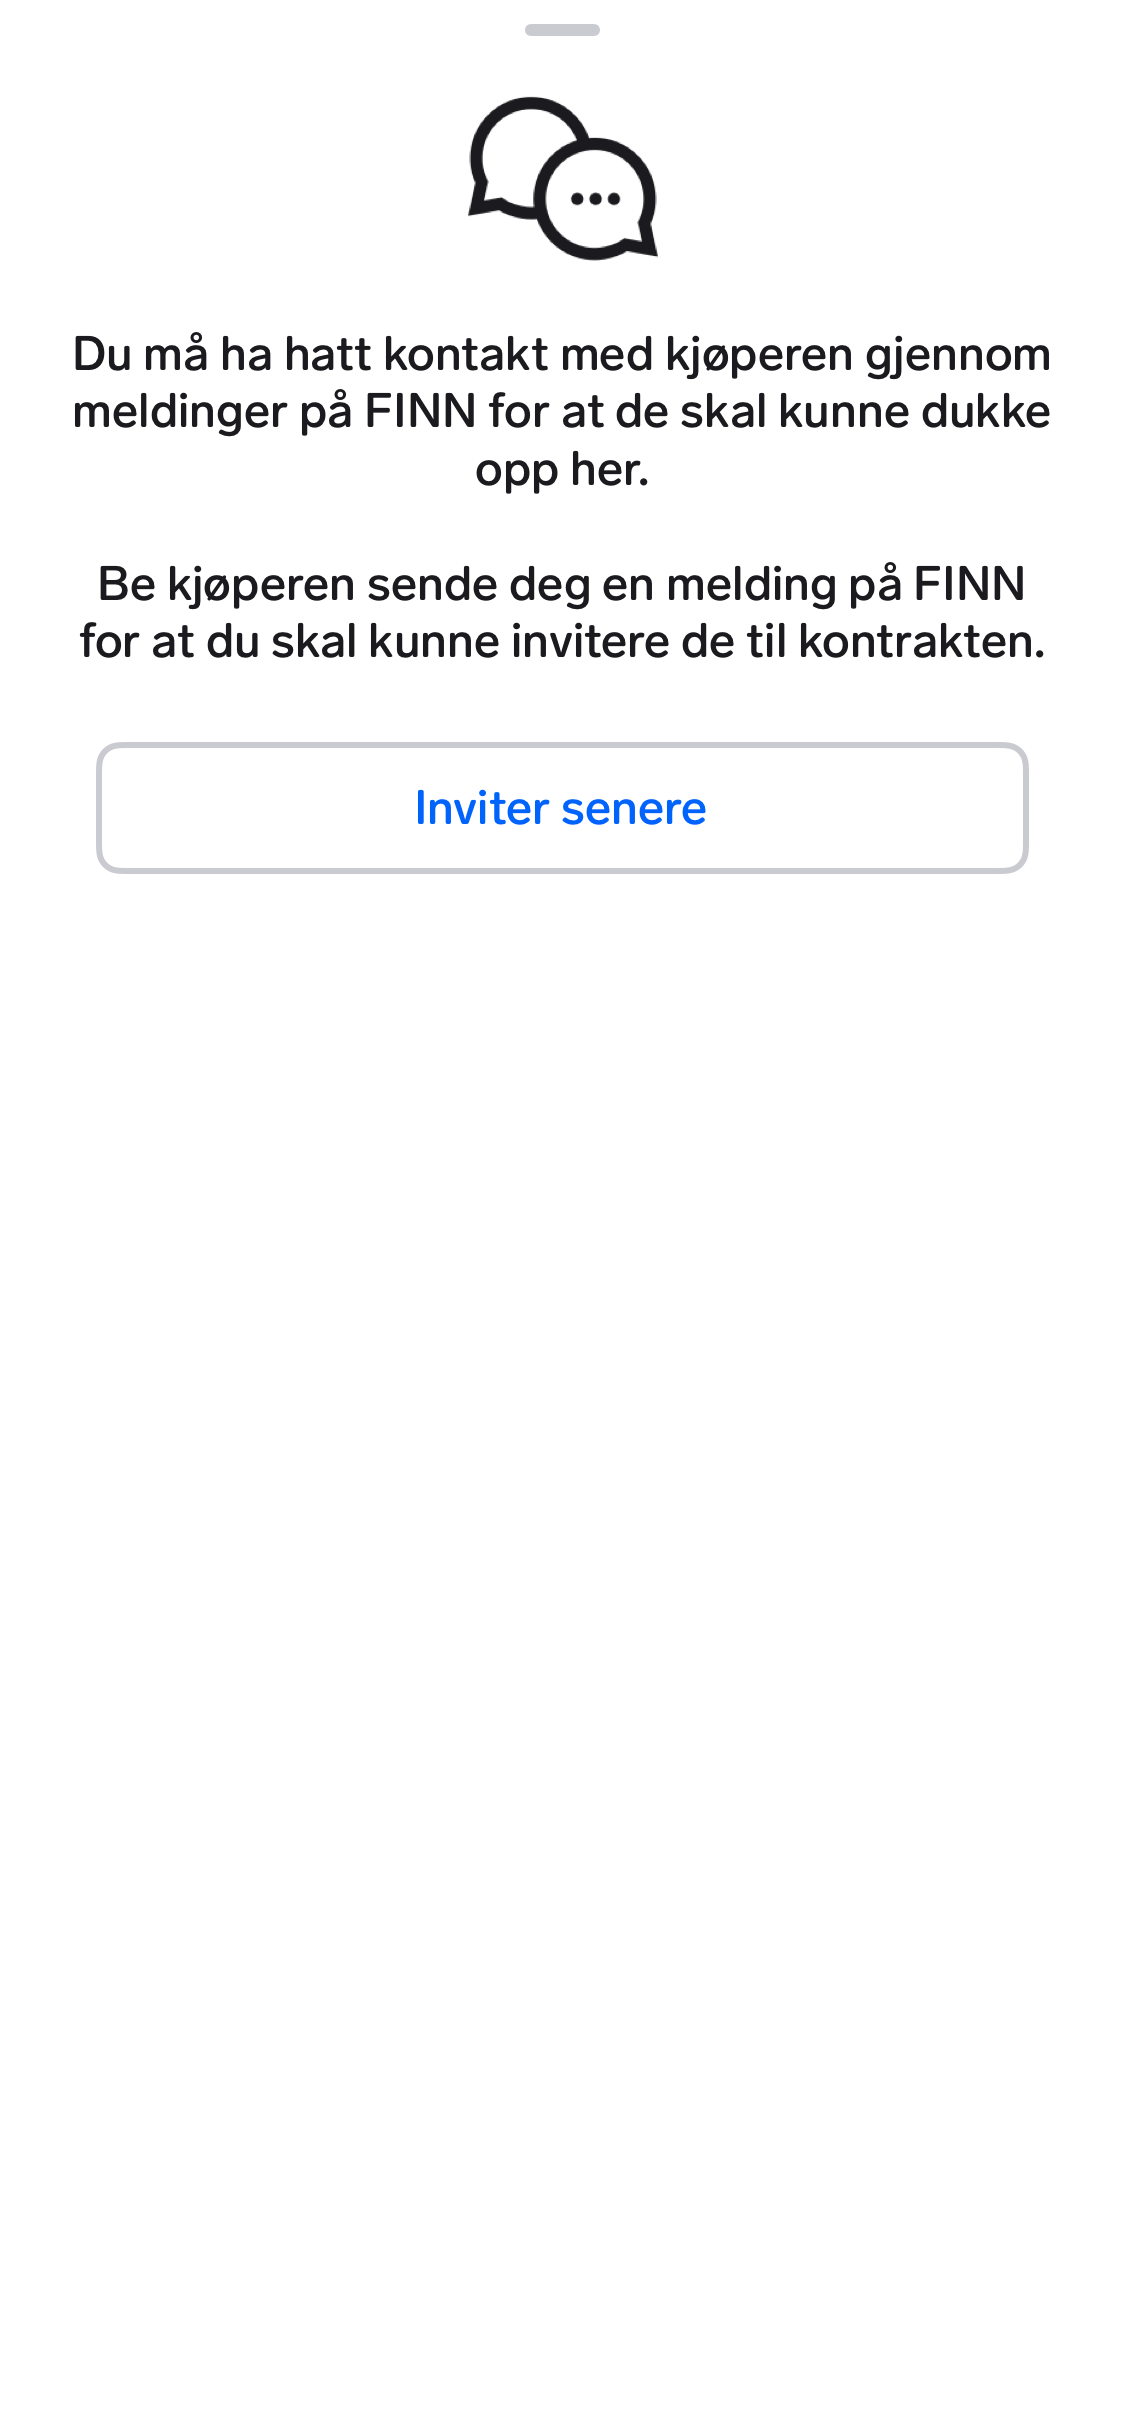 Du må ha hatt kontakt med kjøperen gjennom
meldinger på FINN for at de skal kunne dukke
opp her.
Be kjøperen sende deg en melding på FINN
for at du skal kunne invitere de til kontrakten.
Inviter senere